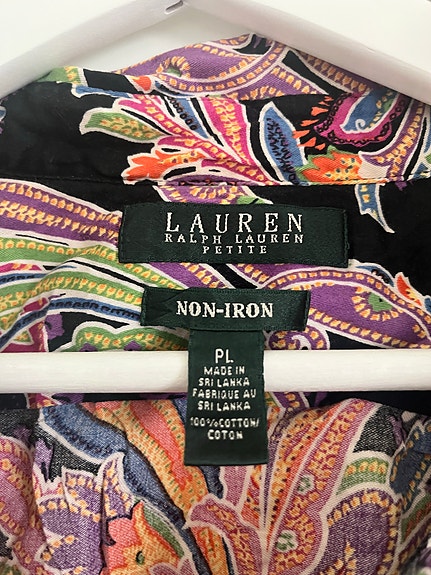 LAUREN
RALPH LAUREN
PETITE
NON-IRON
PL
MADE IN
SRI LANKA
FABRIQUE AU
SRI LANKA
100%COTTON/
COTON